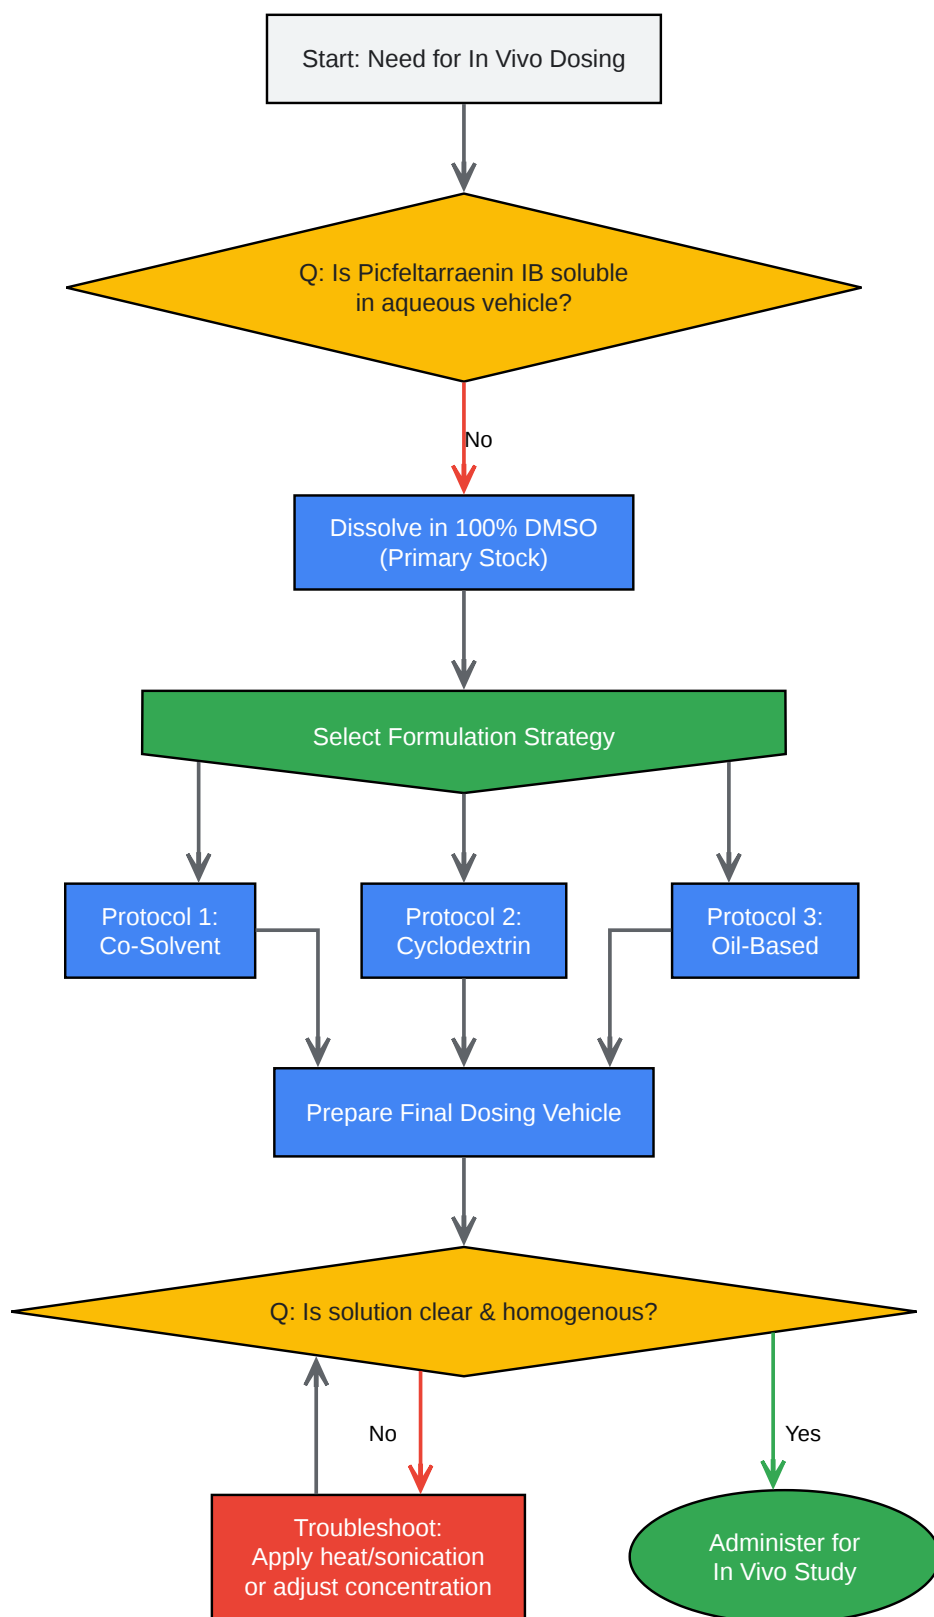 Start: Need for In Vivo Dosing
Q: Is Picfeltarraenin IB soluble
in aqueous vehicle?
No
Dissolve in 100% DMSO
(Primary Stock)
Select Formulation Strategy
Protocol 1:
Co-Solvent
Protocol 2:
Cyclodextrin
Protocol 3:
Oil-Based
Prepare Final Dosing Vehicle
Q: Is solution clear & homogenous?
No
Yes
Troubleshoot:
Apply heat/sonication
or adjust concentration
Administer for
In Vivo Study